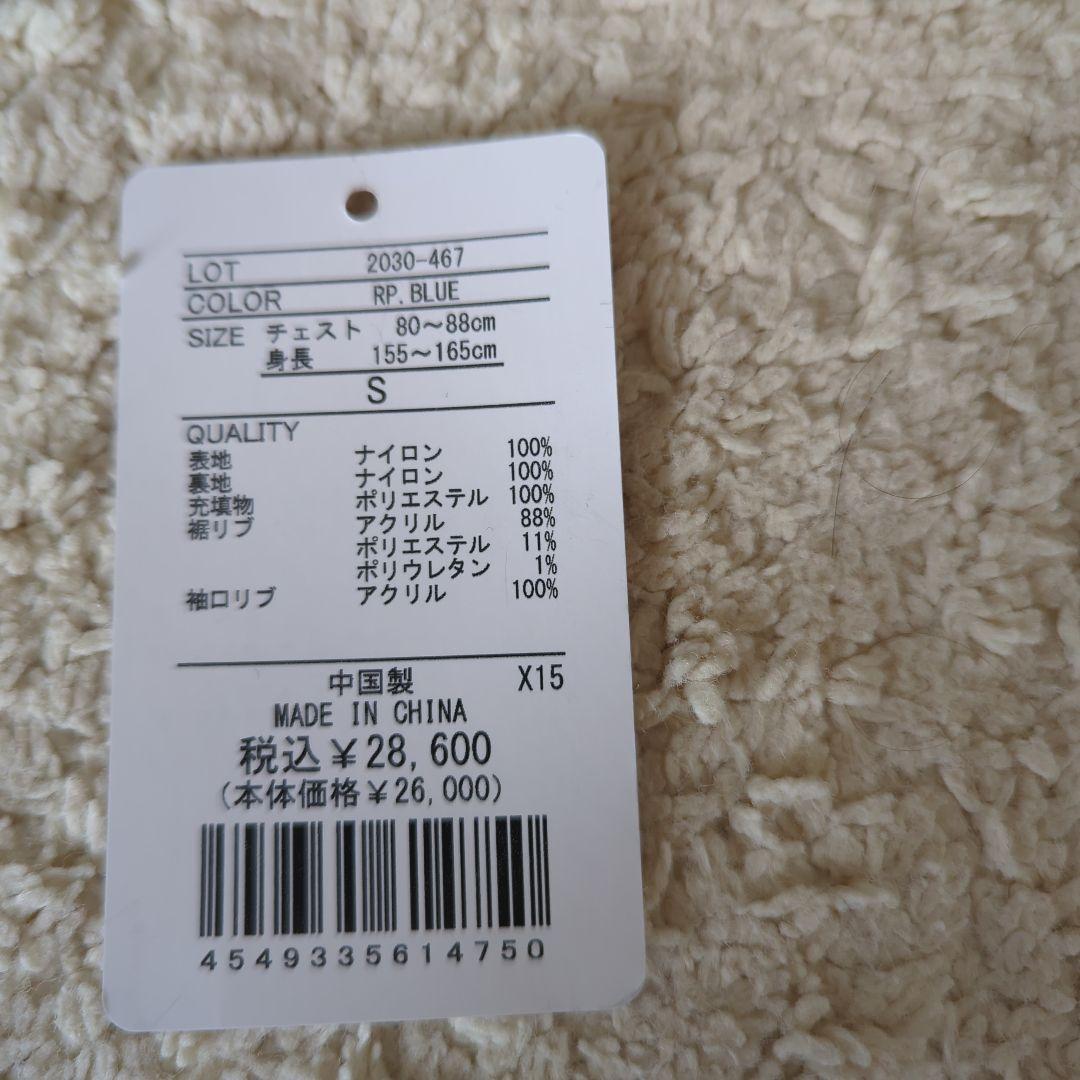 LOT 2030-467
COLOR RP.BLUE
SIZE チェスト 80〜88cm
身長 155〜165cm
S
QUALITY
表地 ナイロン 100%
裏地 ナイロン 100%
充填物 ポリエステル 100%
裾リブ アクリル 88%
ポリエステル 11%
ポリウレタン 1%
袖口リブ アクリル 100%
中国製 X15
MADE IN CHINA
税込¥28,600
(本体価格¥26,000)
4549335614750